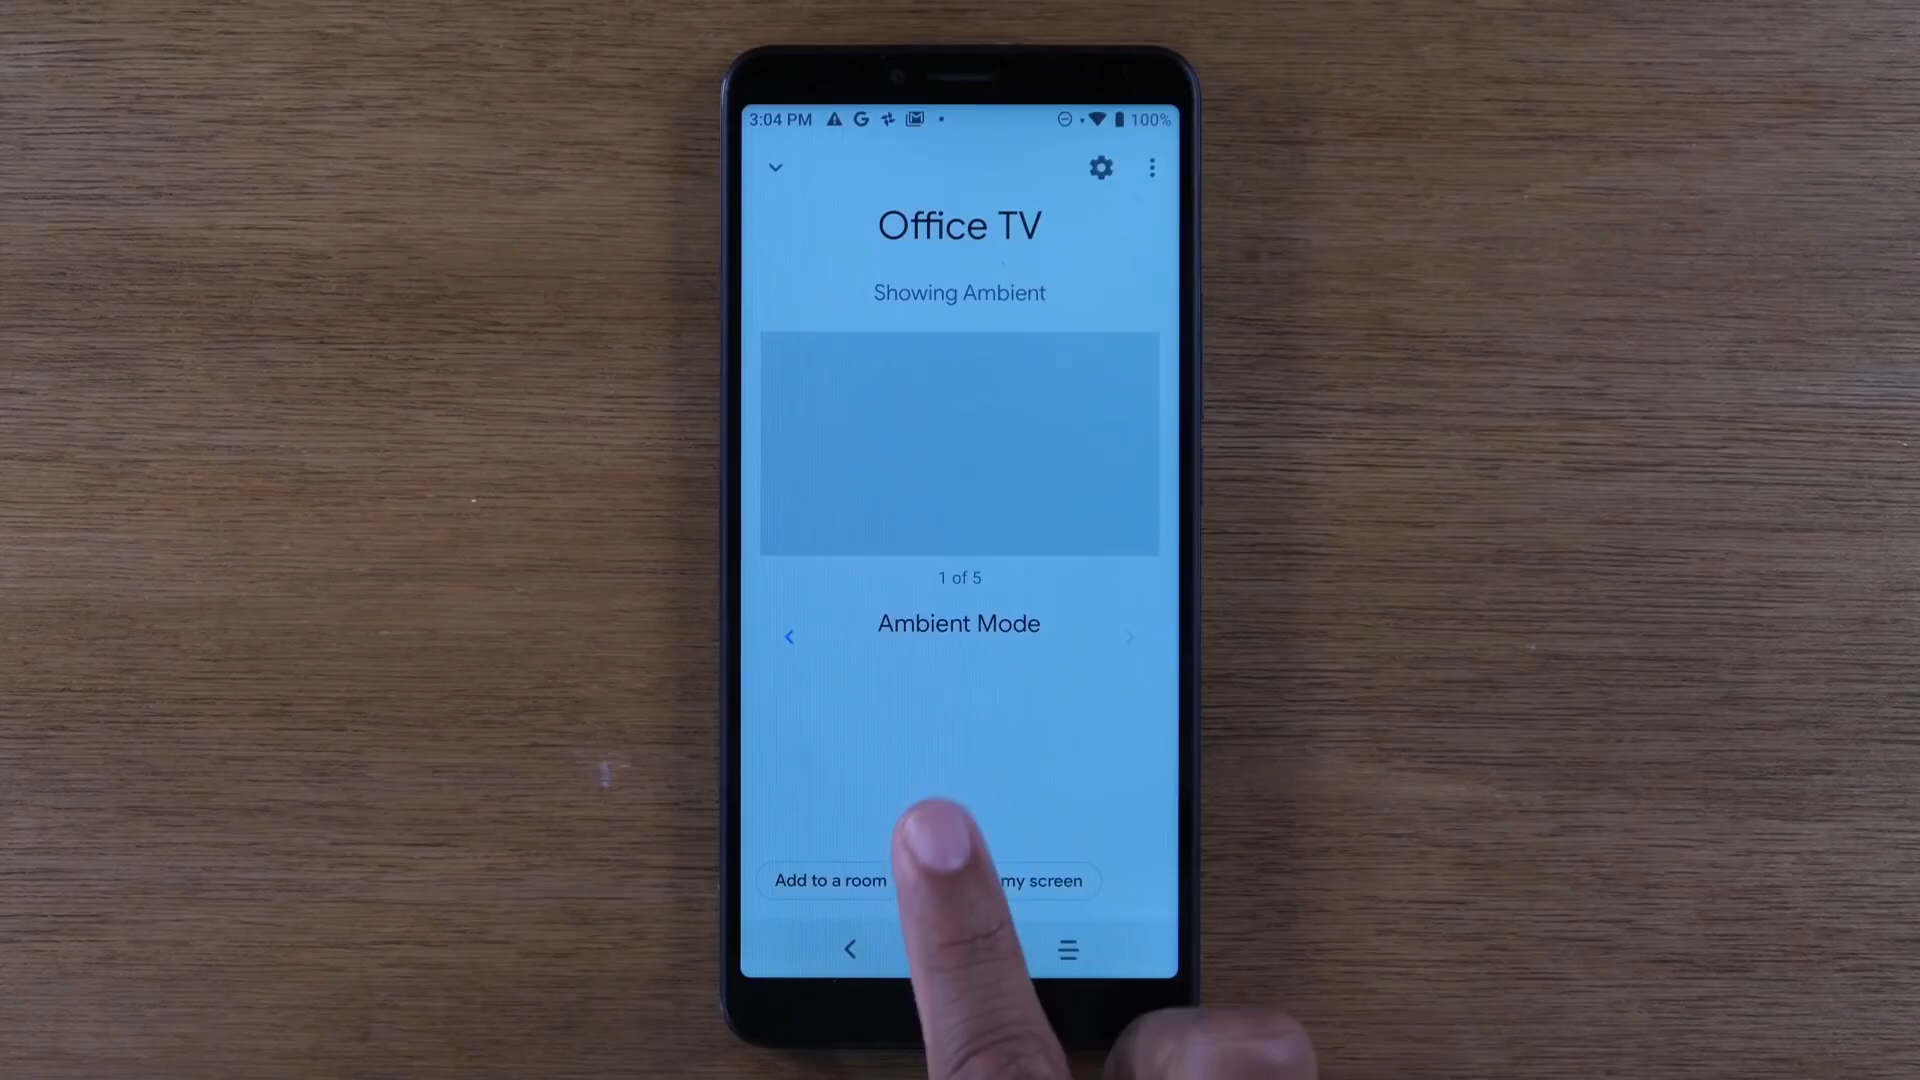 3:04 PM G 100%
Office TV
Showing Ambient
1 of 5
Ambient Mode
Add to a room my screen